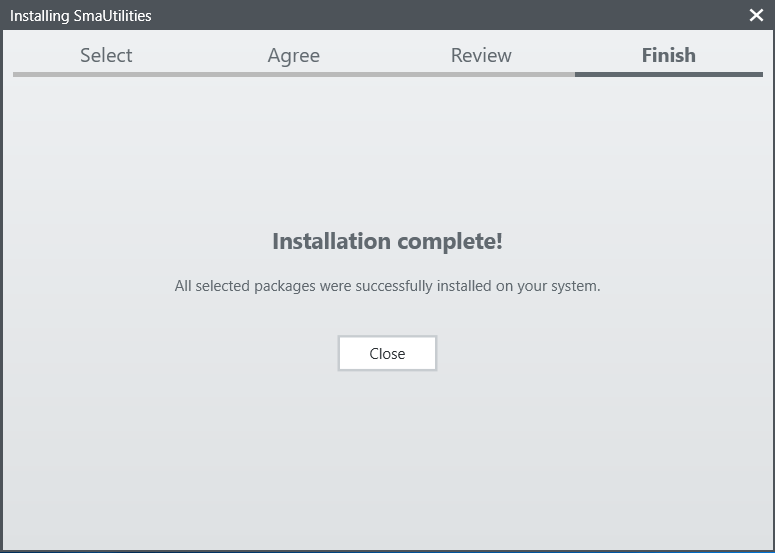 Installing SmaUtilities
Select Agree Review Finish
Installation complete!
All selected packages were successfully installed on your system.
Close